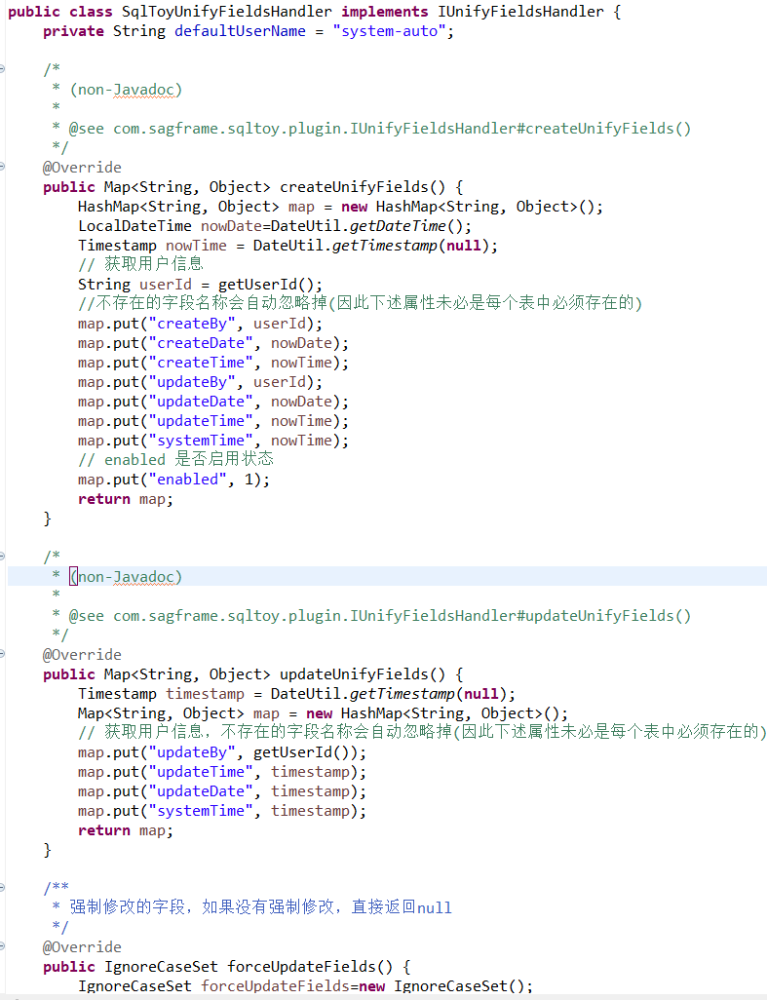 public class SqlToyUnifyFieldsHandler implements IUnifyFieldsHandler {
private String defaultUserName = "system-auto";
/*
* (non-Javadoc)
*
* @see com.sagframe.sqltoy.plugin.IUnifyFieldsHandler#createUnifyFields()
*/
@Override
public Map<String, Object> createUnifyFields() {
HashMap<String, Object> map = new HashMap<String, Object>();
LocalDateTime nowDate=DateUtil.getDateTime();
Timestamp nowTime = DateUtil.getTimestamp(null);
// 获取用户信息
String userId = getUserId();
//不存在的字段名称会自动忽略掉(因此下述属性未必是每个表中必须存在的)
map.put("createBy", userId);
map.put("createDate", nowDate);
map.put("createTime", nowTime);
map.put("updateBy", userId);
map.put("updateDate", nowDate);
map.put("updateTime", nowTime);
map.put("systemTime", nowTime);
// enabled 是否启用状态
map.put("enabled", 1);
return map;
}
/*
* (non-Javadoc)
*
* @see com.sagframe.sqltoy.plugin.IUnifyFieldsHandler#updateUnifyFields()
*/
@Override
public Map<String, Object> updateUnifyFields() {
Timestamp timestamp = DateUtil.getTimestamp(null);
Map<String, Object> map = new HashMap<String, Object>();
// 获取用户信息，不存在的字段名称会自动忽略掉(因此下述属性未必是每个表中必须存在的)
map.put("updateBy", getUserId());
map.put("updateTime", timestamp);
map.put("updateDate", timestamp);
map.put("systemTime", timestamp);
return map;
}
/**
* 强制修改的字段，如果没有强制修改，直接返回null
*/
@Override
public IgnoreCaseSet forceUpdateFields() {
IgnoreCaseSet forceUpdateFields=new IgnoreCaseSet();